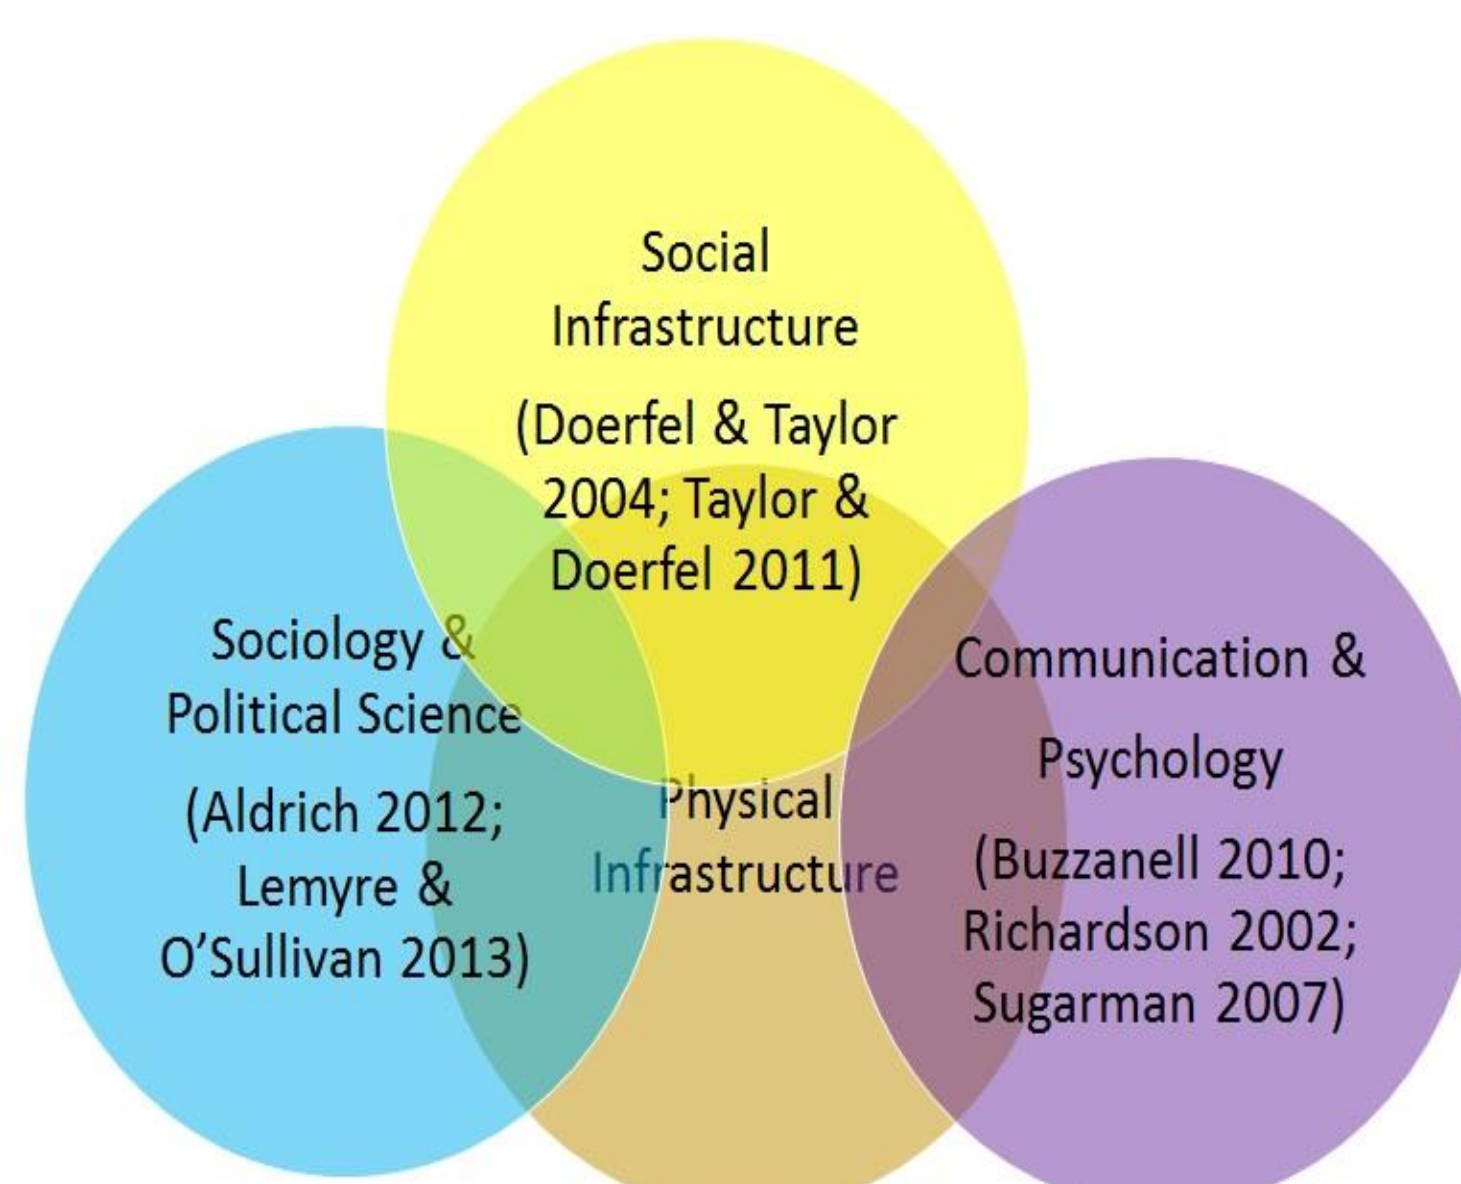 Social
Infrastructure
(Doerfel & Taylor
2004; Taylor &
Doerfel 2011)
Sociology &
Political Science
(Aldrich 2012;
Lemyre &
O’Sullivan 2013)
Physical
Infrastructure
Communication &
Psychology
(Buzzanell 2010;
Richardson 2002;
Sugarman 2007)